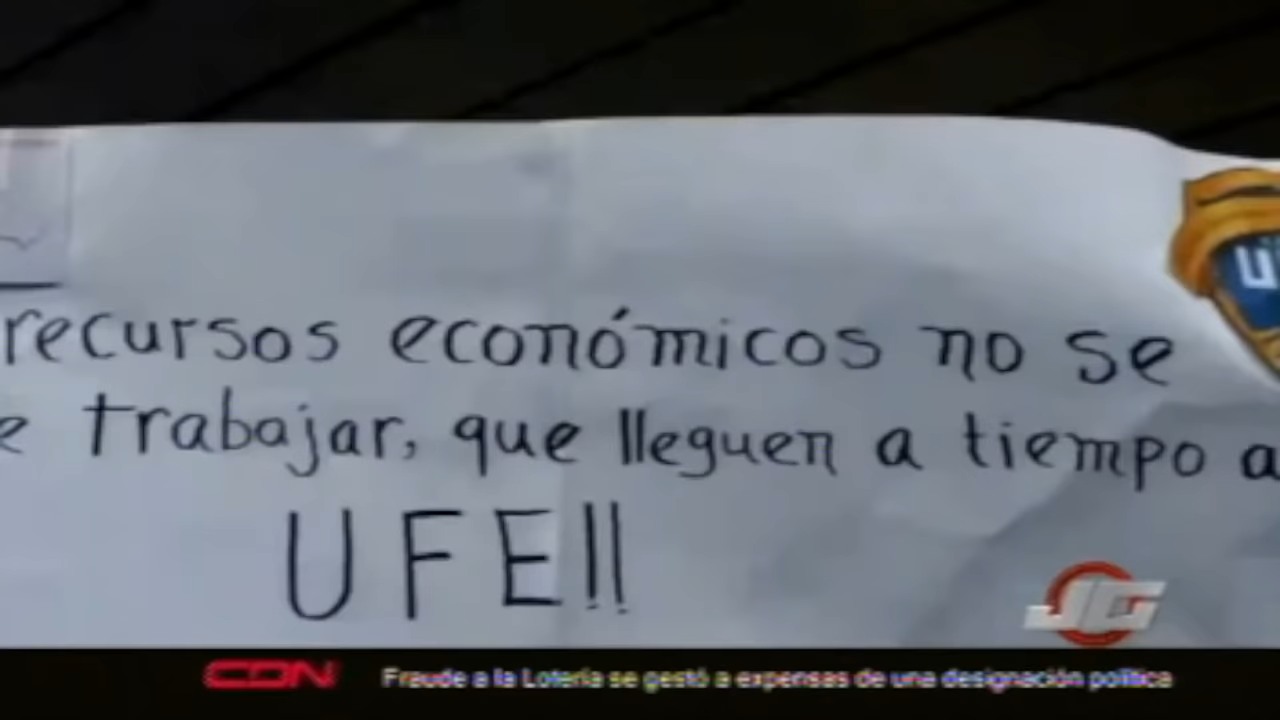 recursos económicos no se
e trabajar, que lleguen a tiempo a
UFE!!
JG
CDN Fraude a la Lotería se gestó a expensas de una designación política